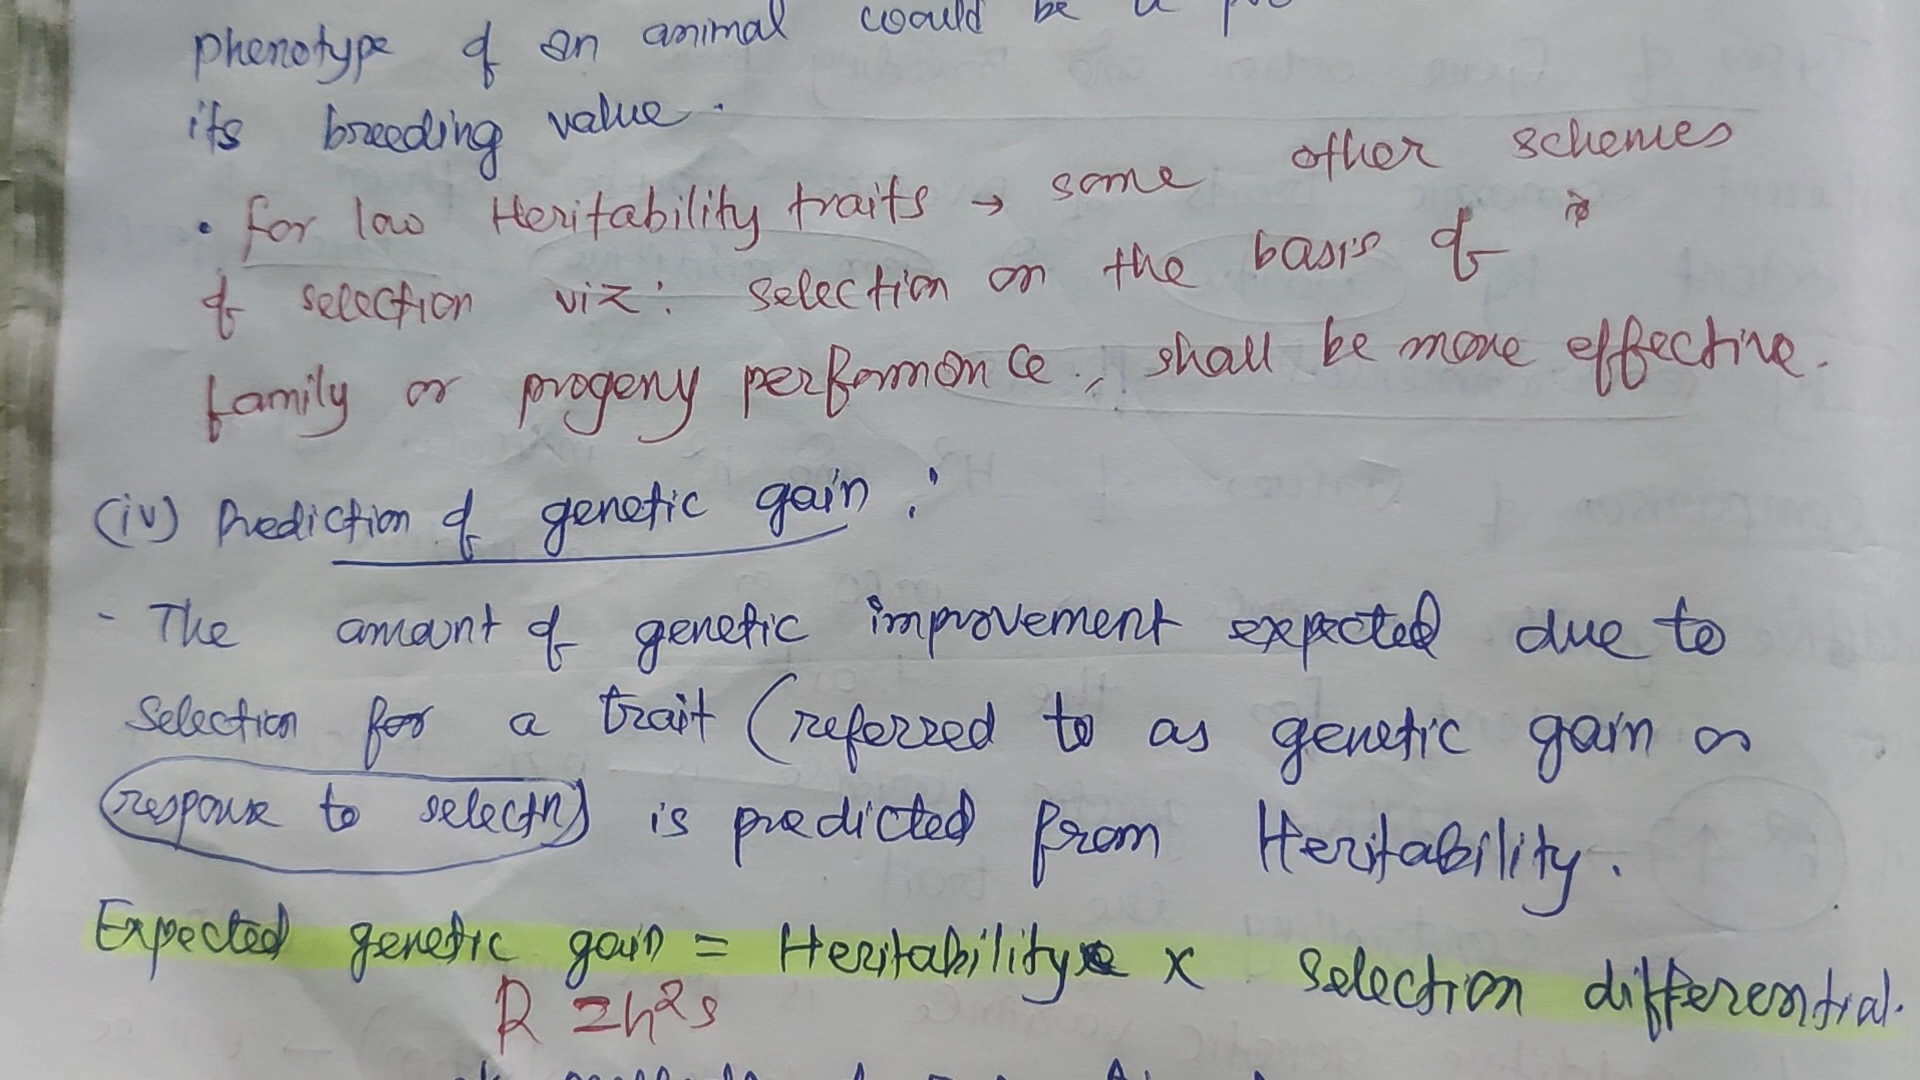 phenotype of an animal would be a
its breeding value.
• for low Heritability traits → some other schemes
of selection viz: selection on the basis of
family or progeny performance, shall be more effective.
(iv) Prediction of genetic gain :
- The amount of genetic improvement expected due to
selection for a trait (referred to as genetic gain or
response to selectn) is predicted from Heritability.
Expected genetic gain = Heritability x selection differential.
R = h²s